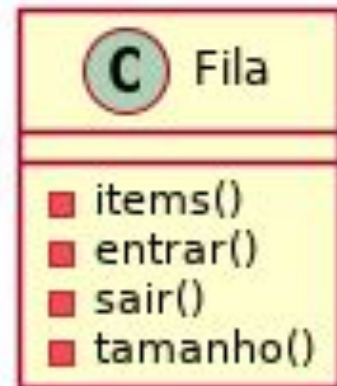 C Fila
items()
entrar()
sair()
tamanho()